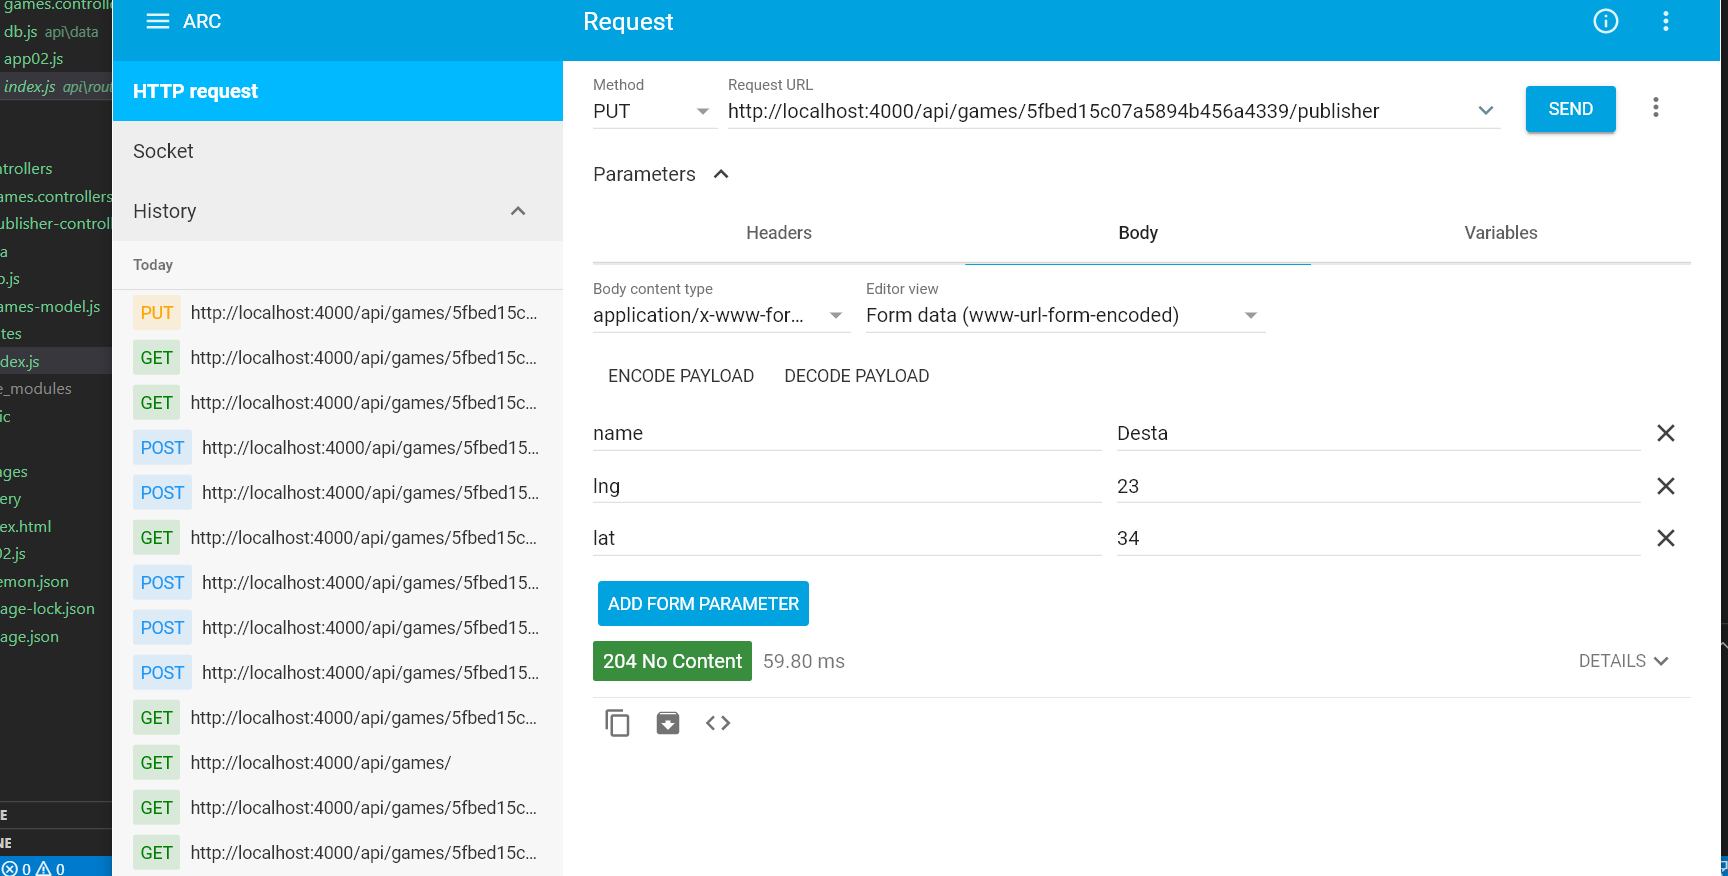 games.controlle
db.js api\data
app02.js
index.js api\rout
ntrollers
ames.controllers
ublisher-controll
a
o.js
ames-model.js
tes
dex.js
e_modules
ic
ages
ery
ex.html
02.js
emon.json
age-lock.json
age.json
E
NE
0 0
ARC
HTTP request
Socket
History
Today
PUT http://localhost:4000/api/games/5fbed15c...
GET http://localhost:4000/api/games/5fbed15c...
GET http://localhost:4000/api/games/5fbed15c...
POST http://localhost:4000/api/games/5fbed15...
POST http://localhost:4000/api/games/5fbed15...
GET http://localhost:4000/api/games/5fbed15c...
POST http://localhost:4000/api/games/5fbed15...
POST http://localhost:4000/api/games/5fbed15...
POST http://localhost:4000/api/games/5fbed15...
GET http://localhost:4000/api/games/5fbed15c...
GET http://localhost:4000/api/games/
GET http://localhost:4000/api/games/5fbed15c...
GET http://localhost:4000/api/games/5fbed15c...
Request
Method Request URL
PUT http://localhost:4000/api/games/5fbed15c07a5894b456a4339/publisher SEND
Parameters
Headers Body Variables
Body content type Editor view
application/x-www-for... Form data (www-url-form-encoded)
ENCODE PAYLOAD DECODE PAYLOAD
name Desta
lng 23
lat 34
ADD FORM PARAMETER
204 No Content 59.80 ms DETAILS